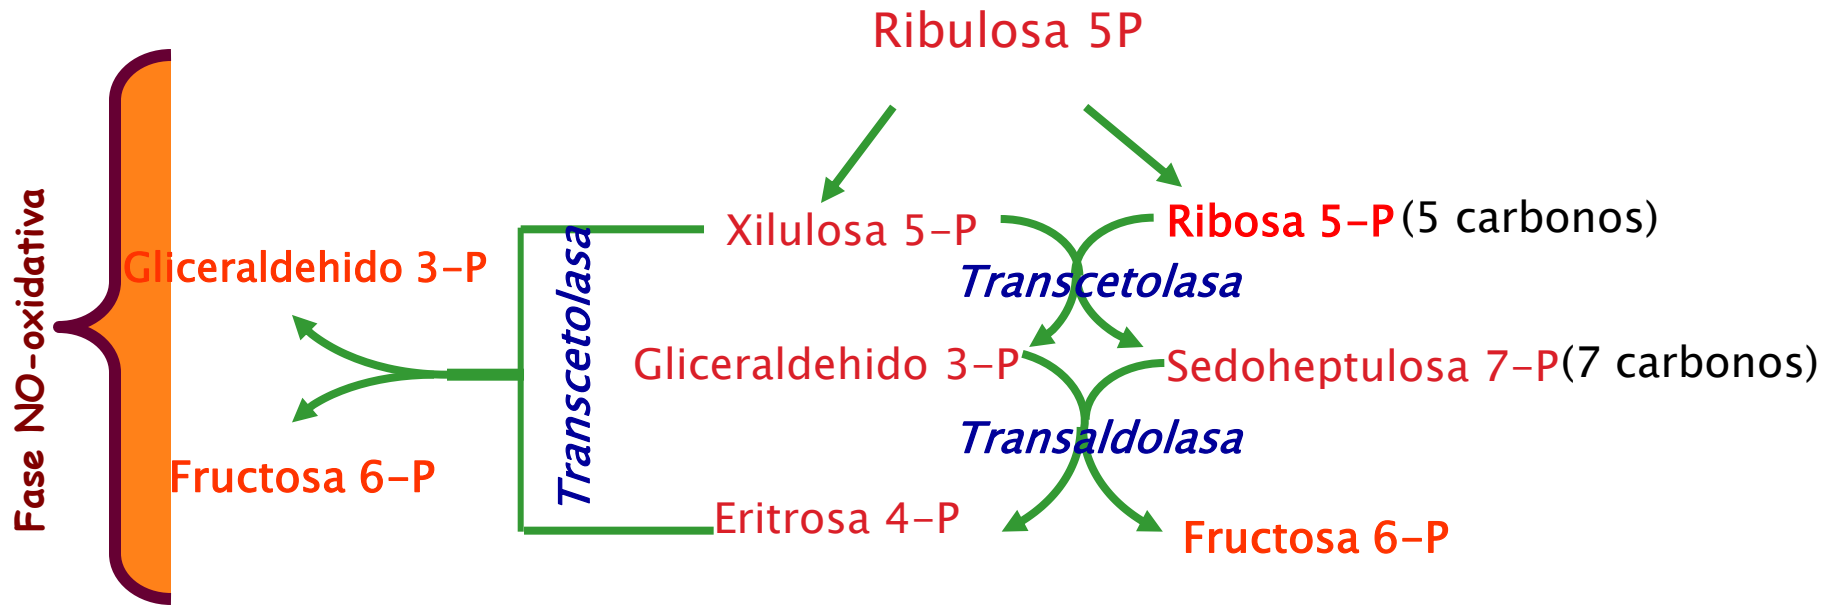 Ribulosa 5P
Xilulosa 5-P
Ribosa 5-P (5 carbonos)
Transcetolasa
Gliceraldehido 3-P
Sedoheptulosa 7-P(7 carbonos)
Transaldolasa
Eritrosa 4-P
Fructosa 6-P
Transcetolasa
Gliceraldehido 3-P
Fructosa 6-P
Fase NO-oxidativa